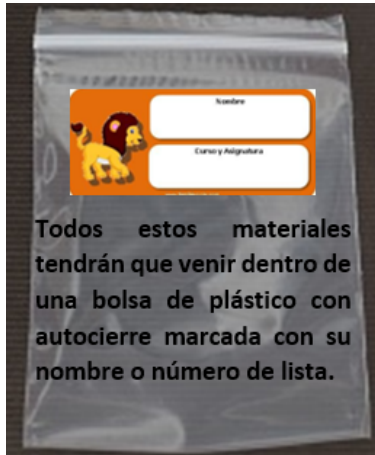 Nombre
Curso y Asignatura
Todos estos materiales
tendrán que venir dentro de
una bolsa de plástico con
autocierre marcada con su
nombre o número de lista.